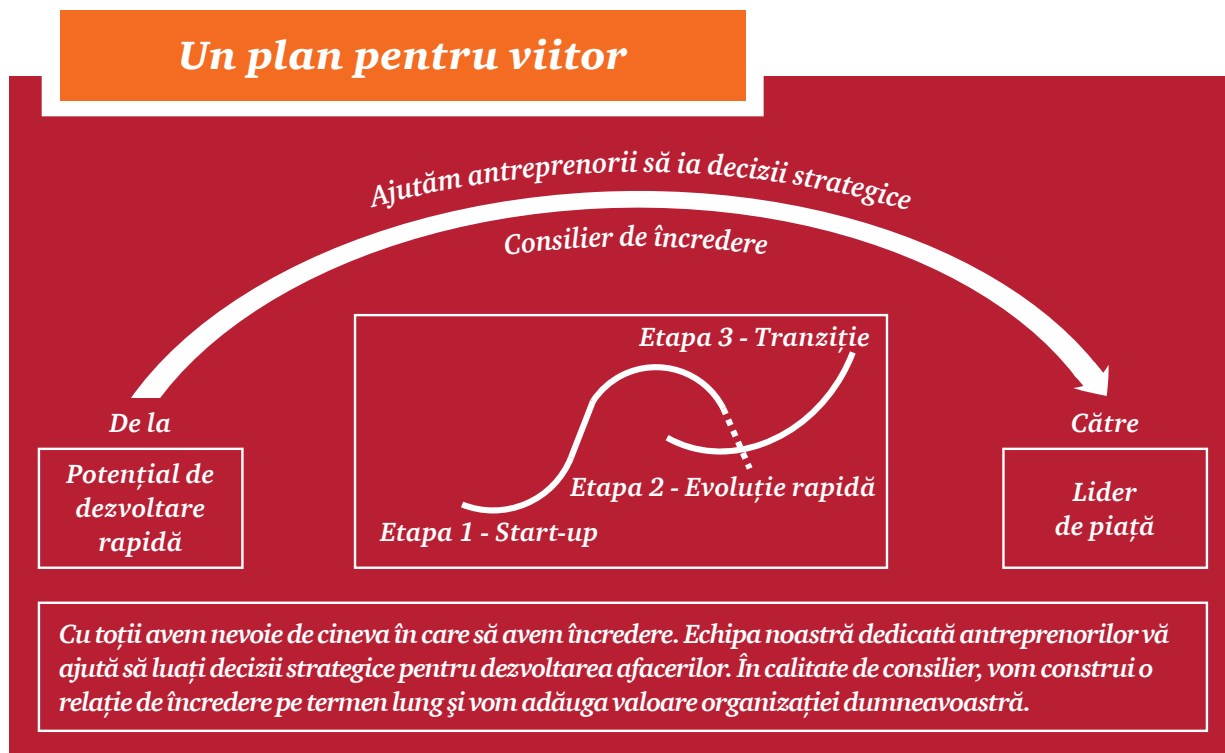 Un plan pentru viitor
Ajutăm antreprenorii să ia decizii strategice
Consilier de încredere
Etapa 3 - Tranziție
De la
Către
Potențial de
dezvoltare
rapidă
Etapa 2 - Evoluție rapidă
Etapa 1 - Start-up
Lider
de piață
Cu toții avem nevoie de cineva în care să avem încredere. Echipa noastră dedicată antreprenorilor vă
ajută să luați decizii strategice pentru dezvoltarea afacerilor. În calitate de consilier, vom construi o
relație de încredere pe termen lung şi vom adăuga valoare organizației dumneavoastră.